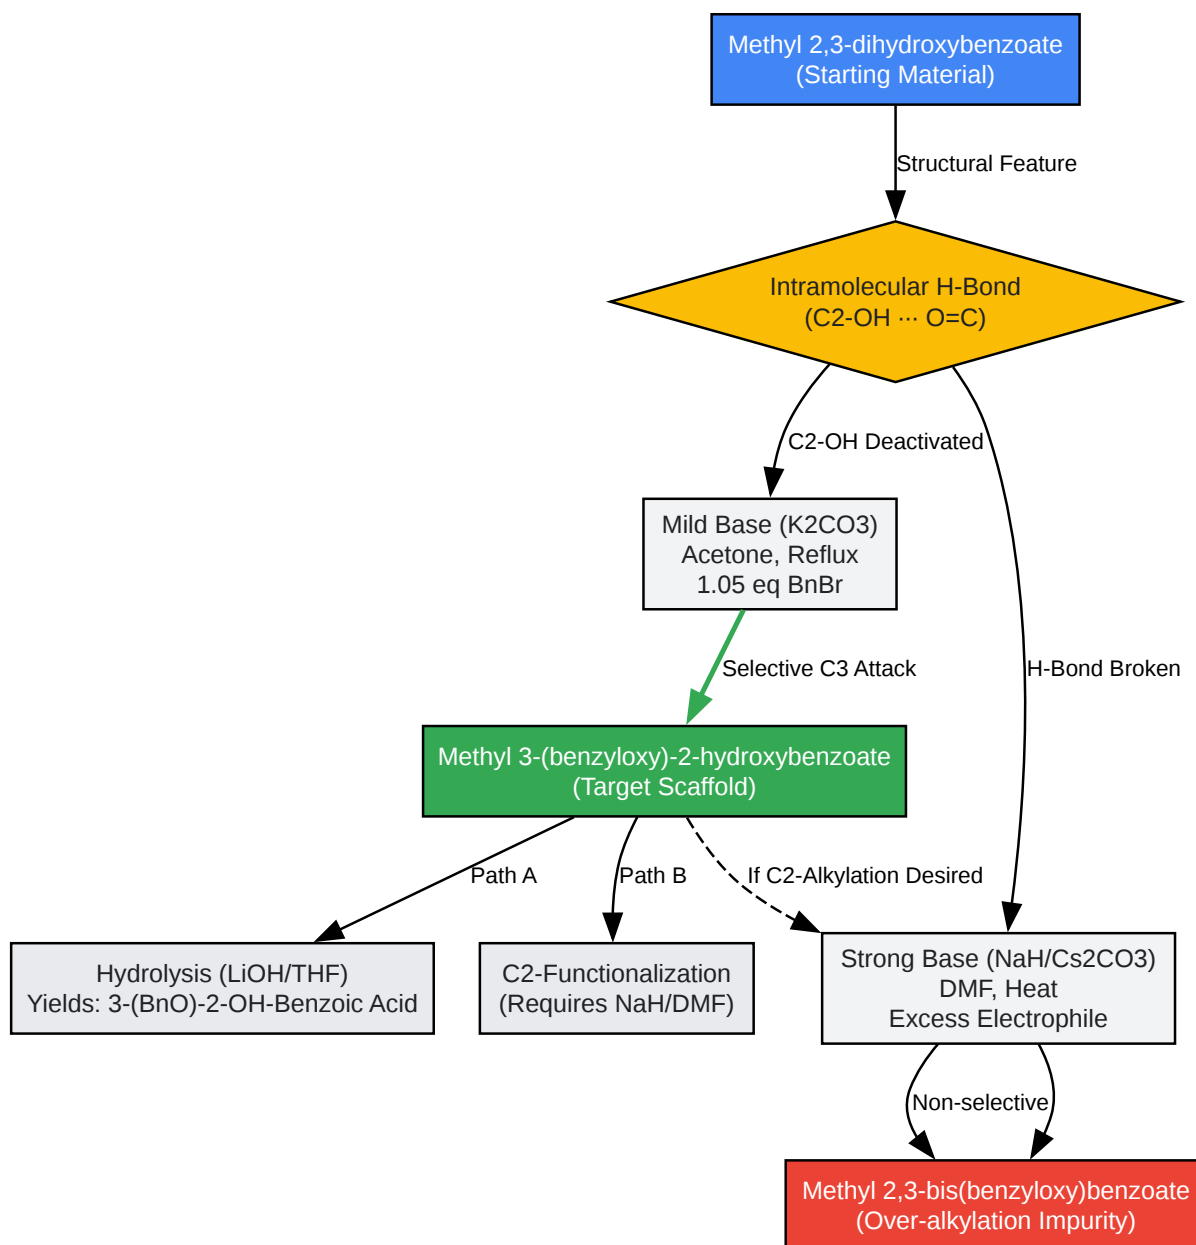 Methyl 2,3-dihydroxybenzoate
(Starting Material)
Structural Feature
Intramolecular H-Bond
(C2-OH ··· O=C)
C2-OH Deactivated
Mild Base (K2CO3)
Acetone, Reflux
1.05 eq BnBr
Selective C3 Attack
H-Bond Broken
Methyl 3-(benzyloxy)-2-hydroxybenzoate
(Target Scaffold)
Path A
Path B
If C2-Alkylation Desired
Hydrolysis (LiOH/THF)
Yields: 3-(BnO)-2-OH-Benzoic Acid
C2-Functionalization
(Requires NaH/DMF)
Strong Base (NaH/Cs2CO3)
DMF, Heat
Excess Electrophile
Non-selective
Methyl 2,3-bis(benzyloxy)benzoate
(Over-alkylation Impurity)